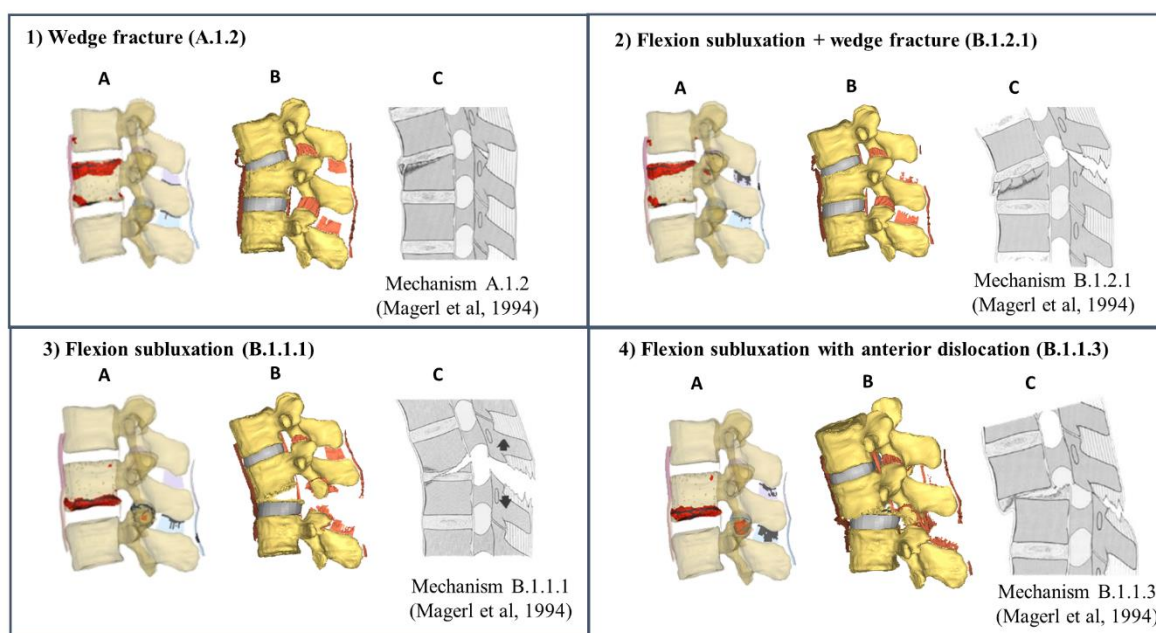 1) Wedge fracture (A.1.2)
A B C
Mechanism A.1.2
(Magerl et al, 1994)
2) Flexion subluxation + wedge fracture (B.1.2.1)
A B C
Mechanism B.1.2.1
(Magerl et al, 1994)
3) Flexion subluxation (B.1.1.1)
A B C
Mechanism B.1.1.1
(Magerl et al, 1994)
4) Flexion subluxation with anterior dislocation (B.1.1.3)
A B C
Mechanism B.1.1.3
(Magerl et al, 1994)